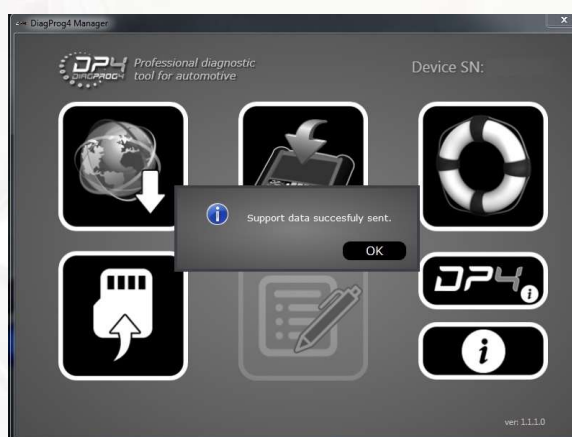 DiagProg4 Manager
x
DP4
DIAGPROG4
Professional diagnostic
tool for automotive
Device SN:
i
Support data succesfuly sent.
OK
DP4
i
i
ver: 1.1.1.0